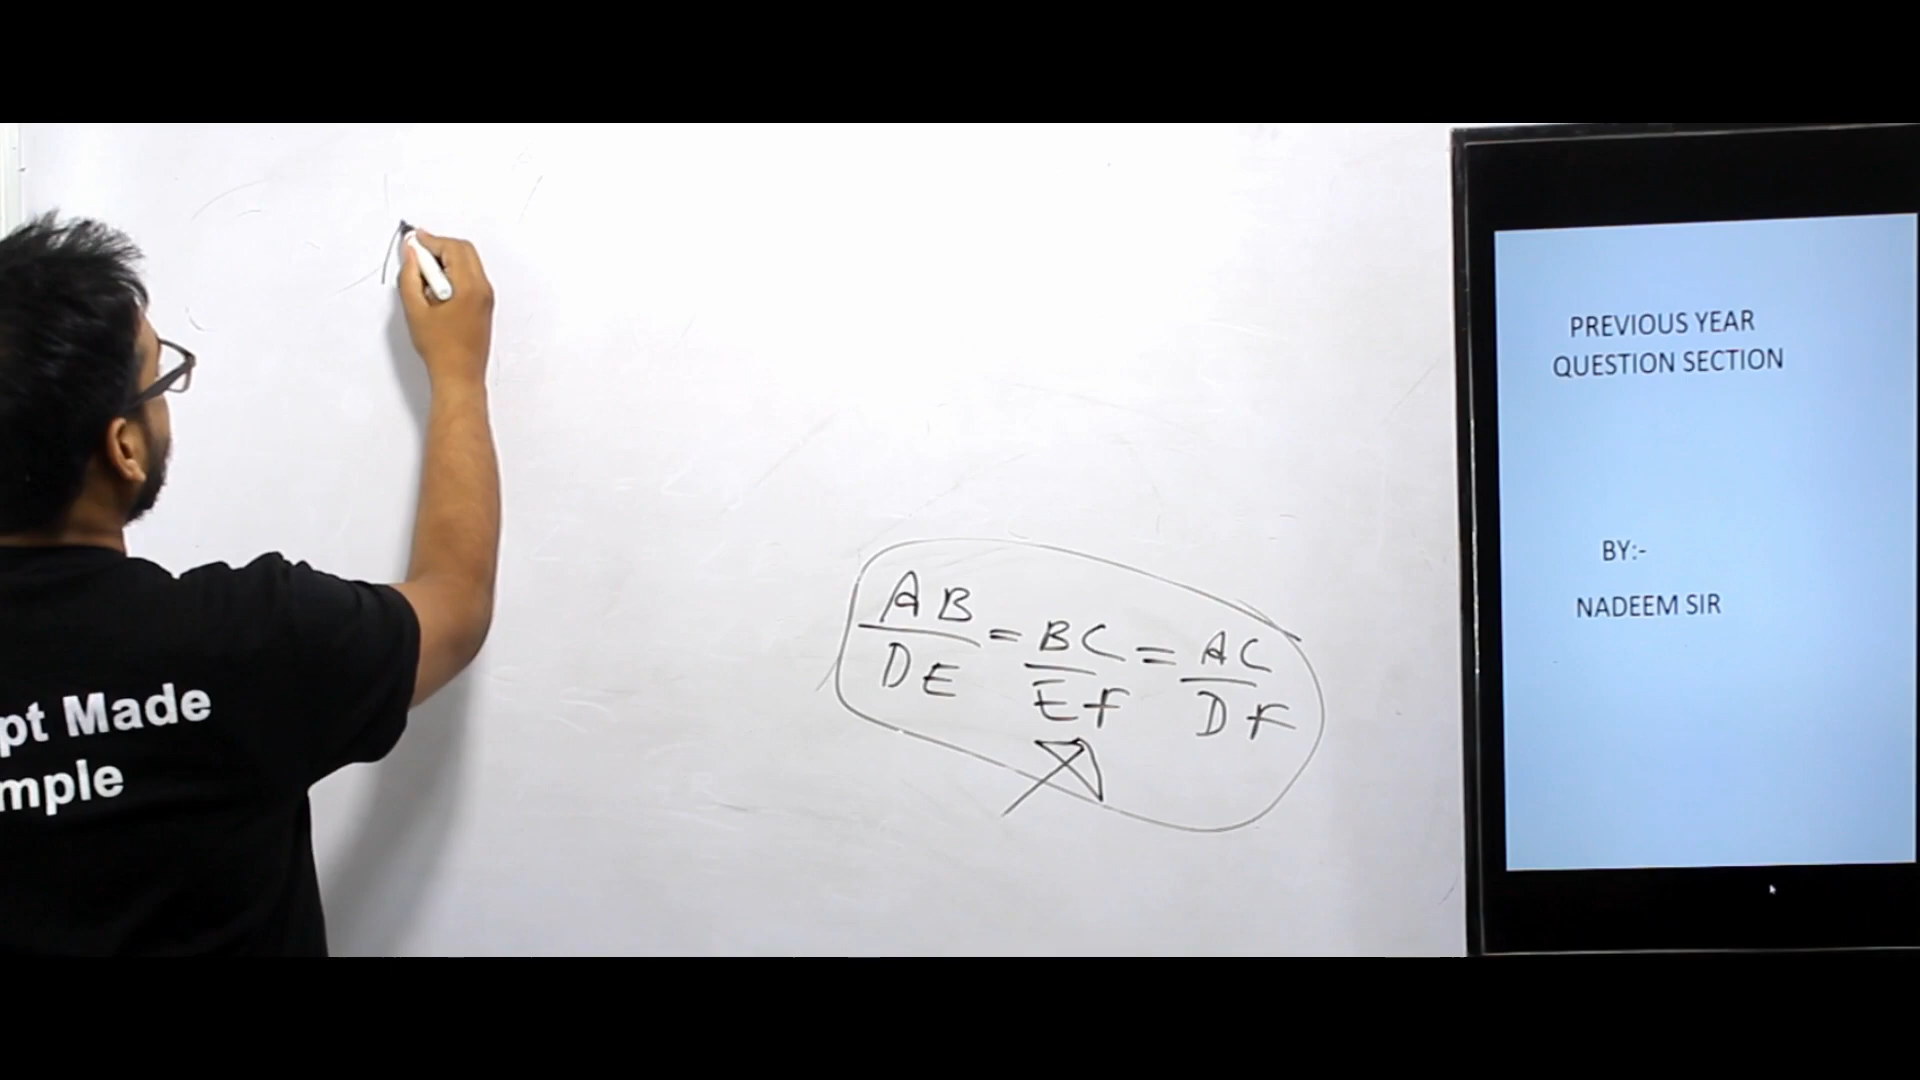 pt Made
mple
AB/DE = BC/EF = AC/DF
PREVIOUS YEAR
QUESTION SECTION
BY:-
NADEEM SIR